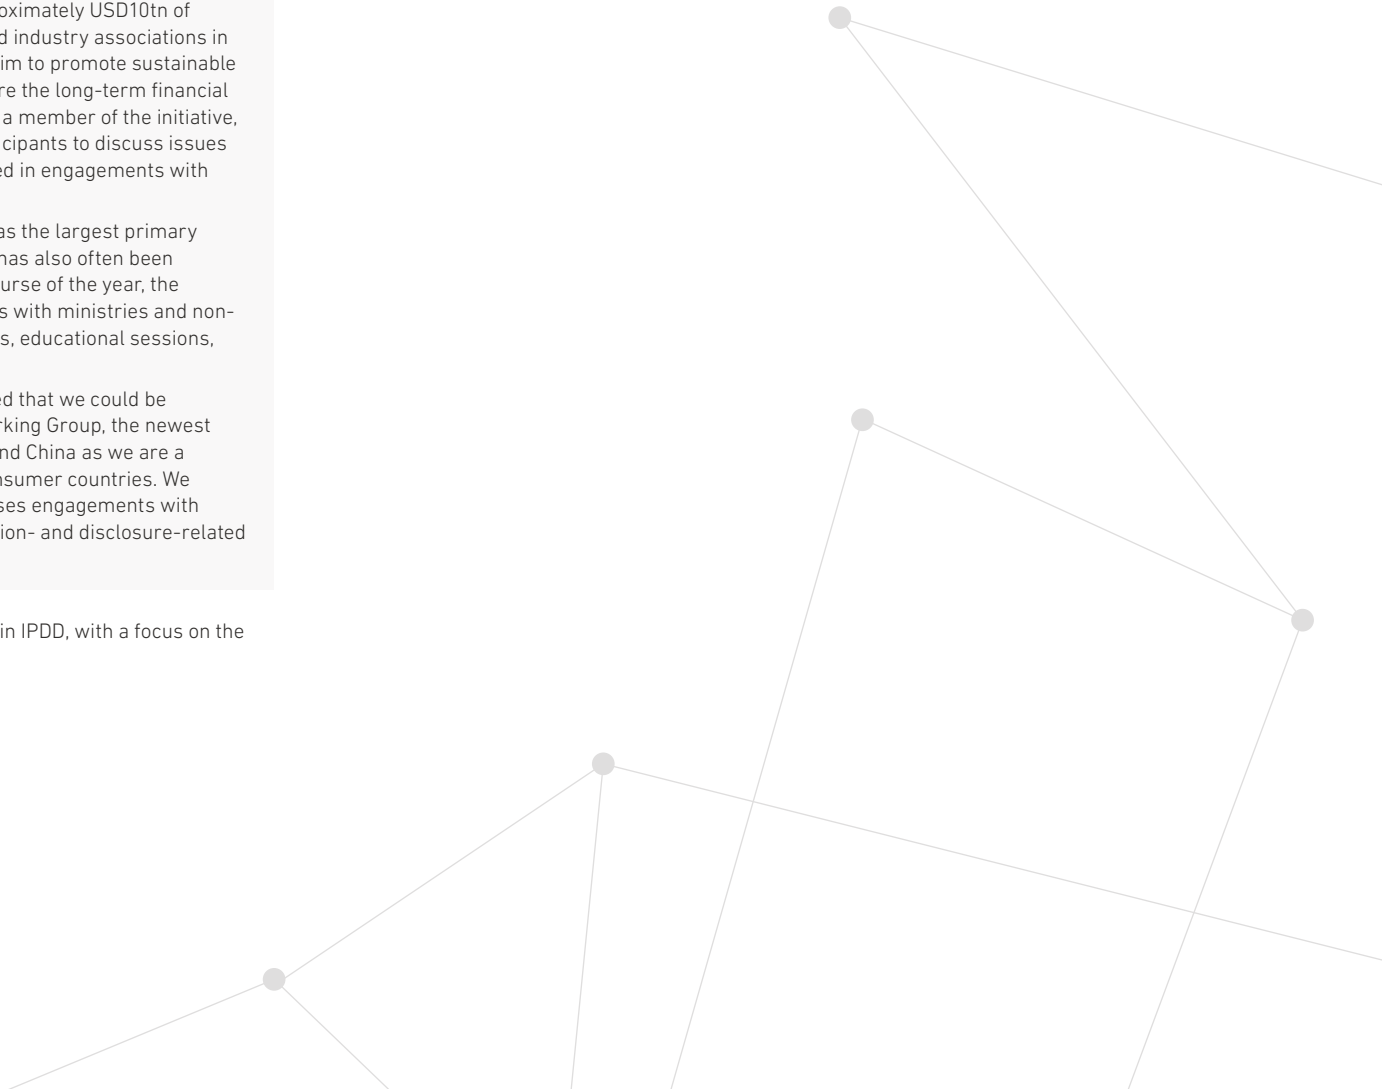 oximately USD10tn of
d industry associations in
im to promote sustainable
re the long-term financial
a member of the initiative,
cipants to discuss issues
ed in engagements with
as the largest primary
has also often been
urse of the year, the
s with ministries and non-
s, educational sessions,
ed that we could be
rking Group, the newest
nd China as we are a
nsumer countries. We
ses engagements with
ion- and disclosure-related
in IPDD, with a focus on the